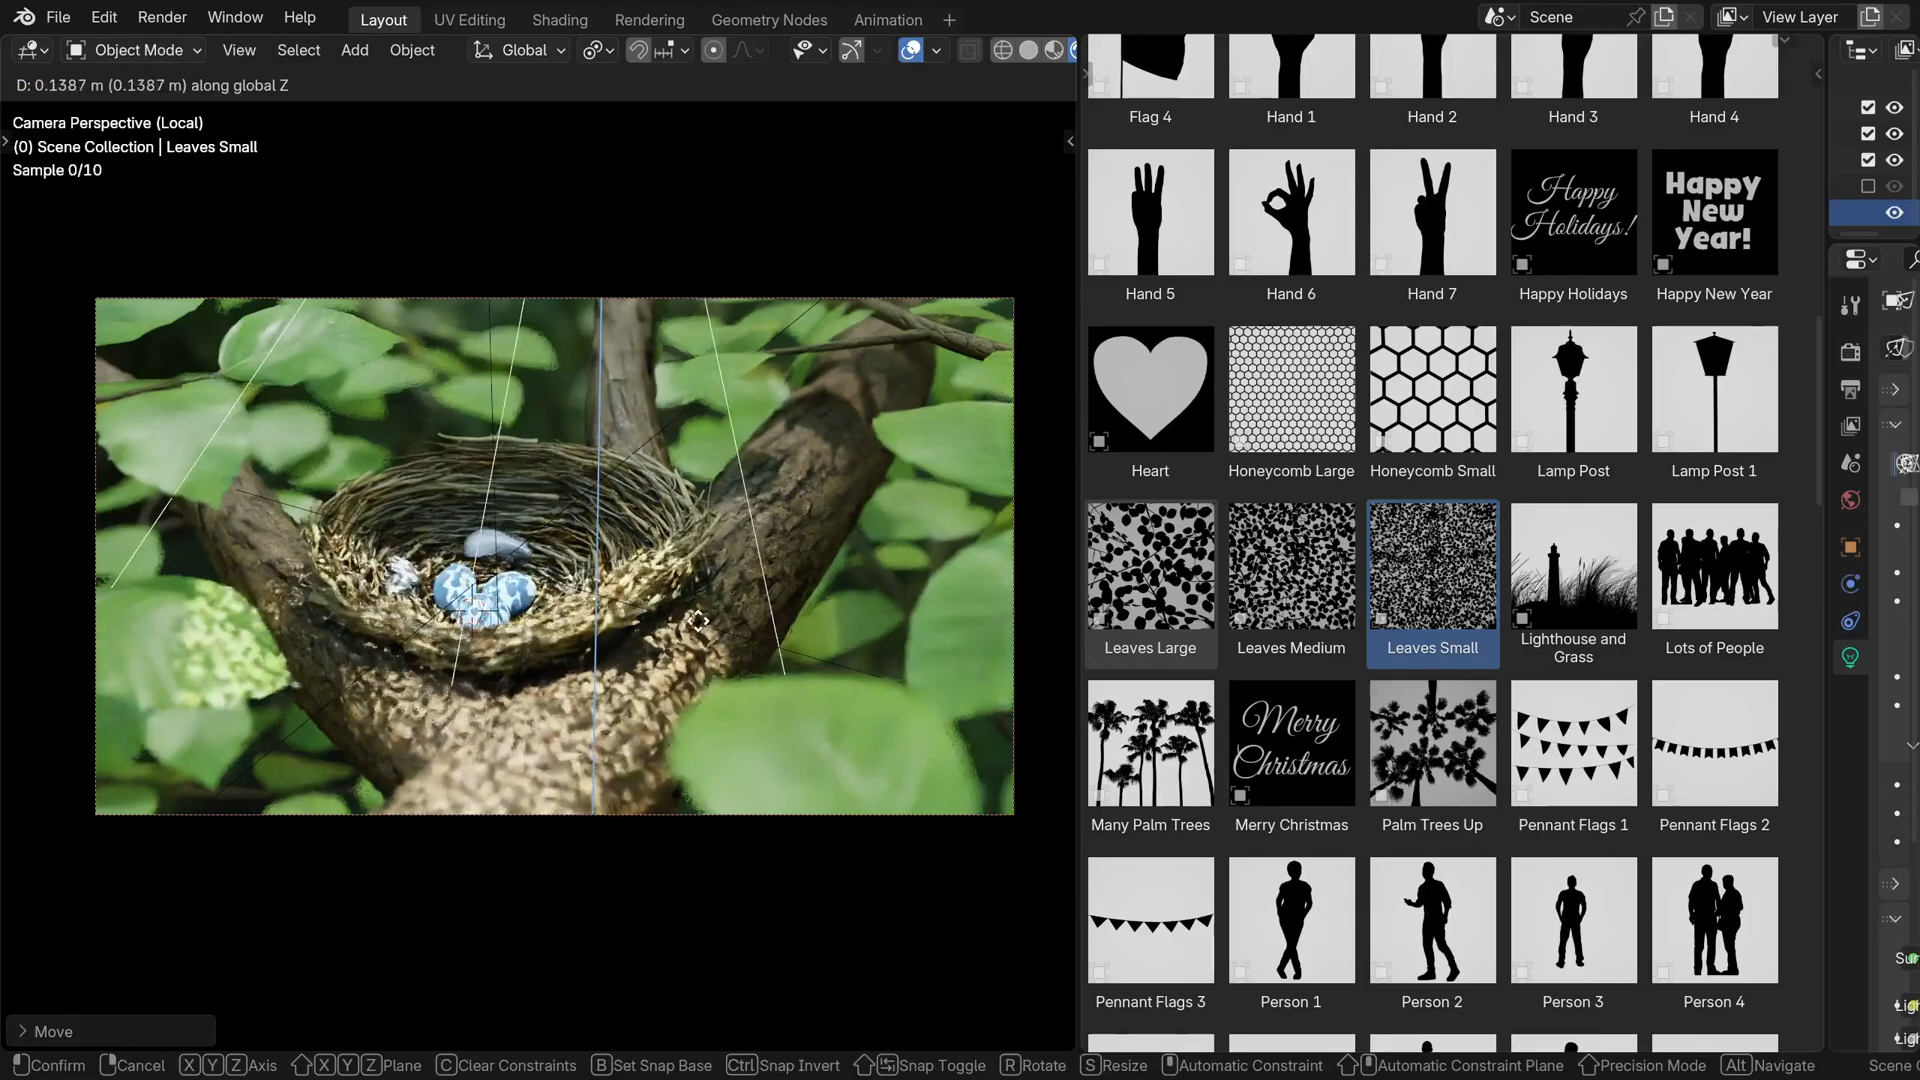 File Edit Render Window Help Layout UV Editing Shading Rendering Geometry Nodes Animation + Scene View Layer
Object Mode View Select Add Object Global
D: 0.1387 m (0.1387 m) along global Z
Camera Perspective (Local)
(0) Scene Collection | Leaves Small
Sample 0/10
Flag 4 Hand 1 Hand 2 Hand 3 Hand 4
Happy
Holidays!
Happy
New
Year!
Hand 5 Hand 6 Hand 7 Happy Holidays Happy New Year
Heart Honeycomb Large Honeycomb Small Lamp Post Lamp Post 1
Leaves Large Leaves Medium Leaves Small Lighthouse and
Grass Lots of People
Merry
Christmas
Many Palm Trees Merry Christmas Palm Trees Up Pennant Flags 1 Pennant Flags 2
Pennant Flags 3 Person 1 Person 2 Person 3 Person 4
Sur
Lig
Lig
Move
Confirm Cancel X Y Z Axis X Y Z Plane C Clear Constraints B Set Snap Base Ctrl Snap Invert Snap Toggle R Rotate S Resize Automatic Constraint Automatic Constraint Plane Precision Mode Alt Navigate Scene